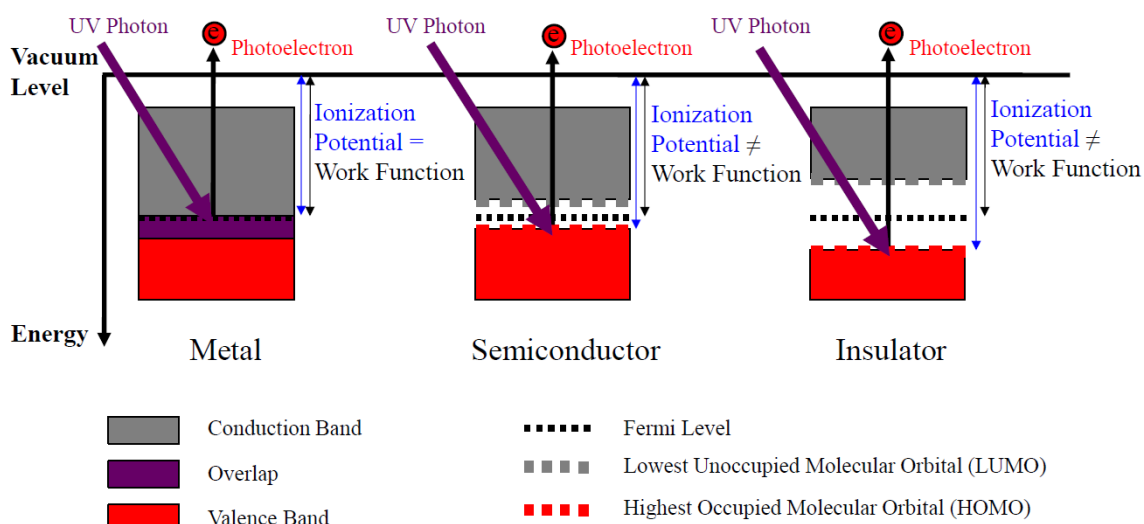 UV Photon
e
Photoelectron
UV Photon
e
Photoelectron
UV Photon
e
Photoelectron
Vacuum
Level
Ionization
Potential =
Work Function
Ionization
Potential ≠
Work Function
Ionization
Potential ≠
Work Function
Energy
Metal
Semiconductor
Insulator
Conduction Band
Overlap
Valence Band
Fermi Level
Lowest Unoccupied Molecular Orbital (LUMO)
Highest Occupied Molecular Orbital (HOMO)